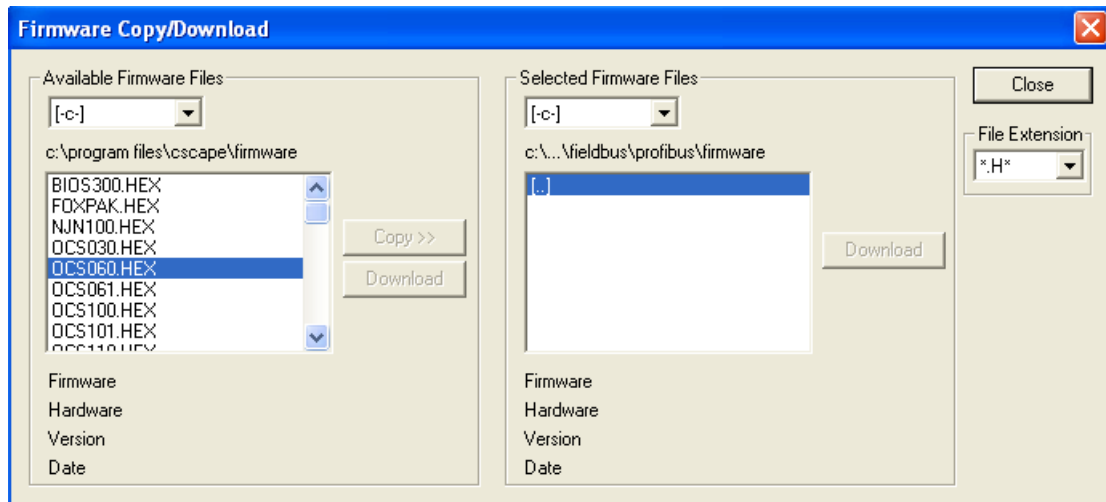 Firmware Copy/Download
Available Firmware Files
[-c-]
c:\program files\cscape\firmware
BIOS300.HEX
FOXPAK.HEX
NJN100.HEX
OCS030.HEX
OCS060.HEX
OCS061.HEX
OCS100.HEX
OCS101.HEX
OCS110.HEX
Copy >>
Download
Firmware
Hardware
Version
Date
Selected Firmware Files
[-c-]
c:\...\fieldbus\profibus\firmware
[..]
Download
Firmware
Hardware
Version
Date
Close
File Extension
*.H*